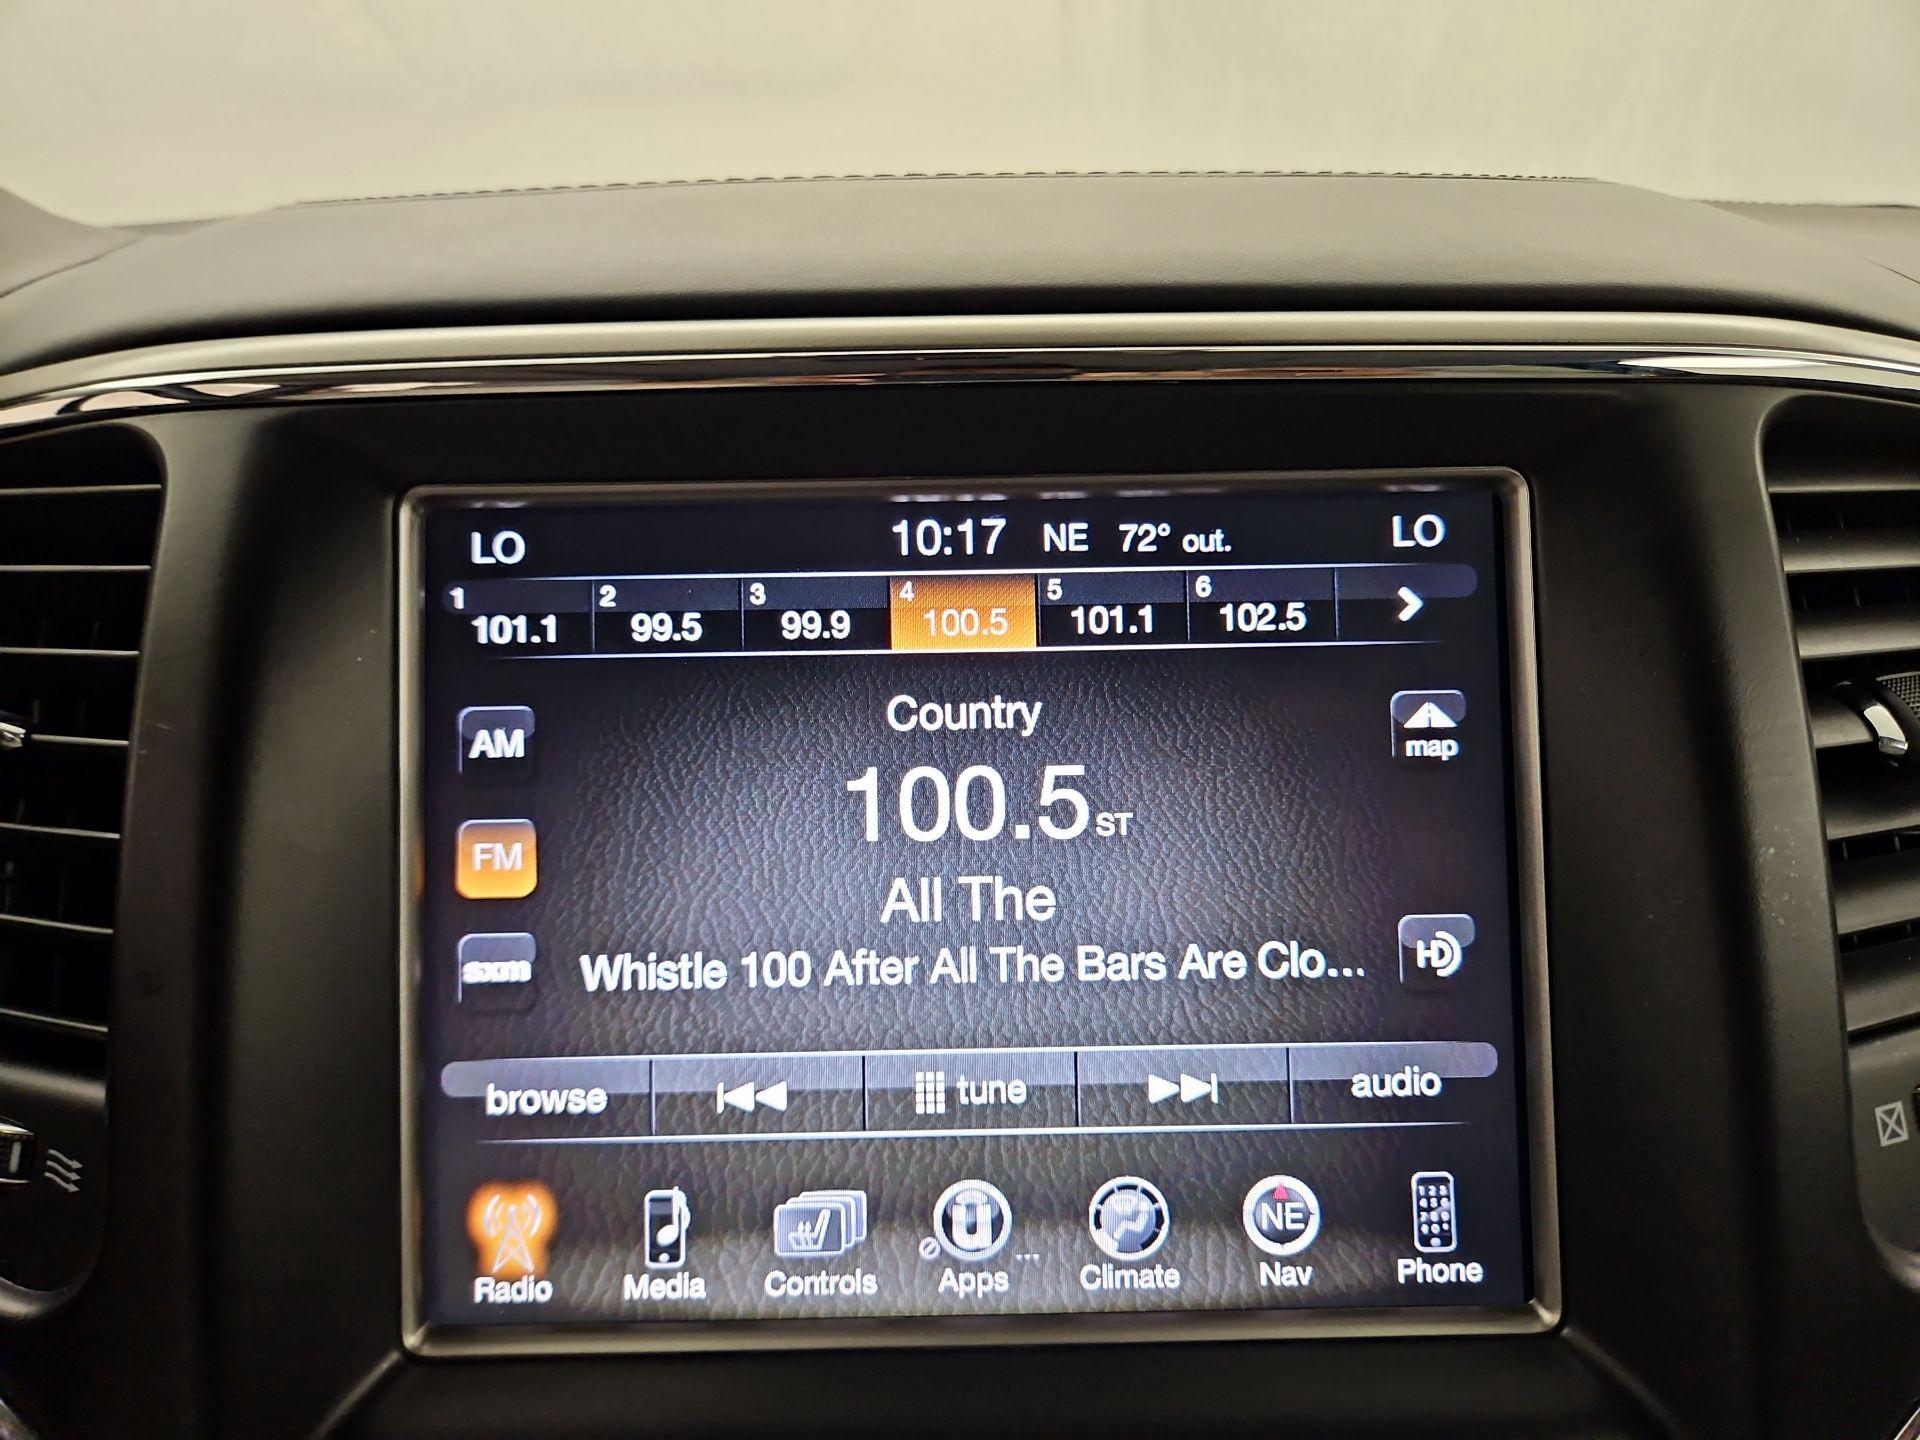 LO 10:17 NE 72° out. LO
1 101.1 2 99.5 3 99.9 4 100.5 5 101.1 6 102.5
Country
AM map
100.5 ST
FM
All The
sxm Whistle 100 After All The Bars Are Clo... HD
browse tune audio
NE
Radio Media Controls Apps ... Climate Nav Phone